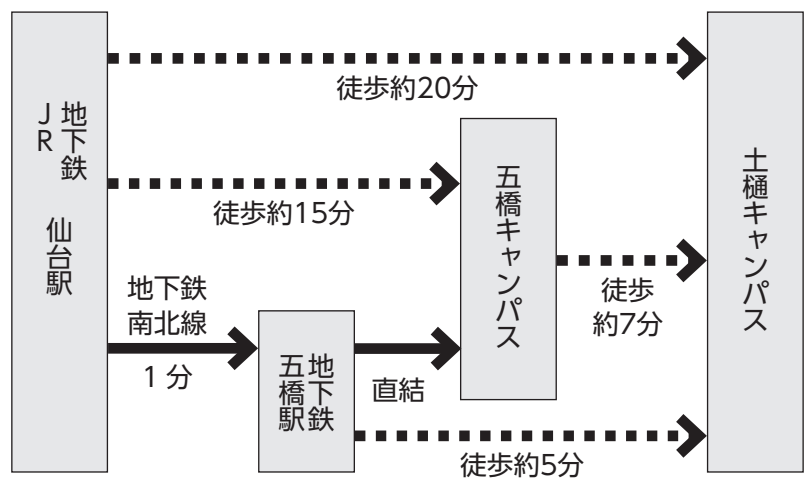 徒歩約20分
地下鉄
JR
仙台駅
徒歩約15分
五橋キャンパス
土樋キャンパス
徒歩
約7分
地下鉄
南北線
1分
地下鉄
五橋駅
直結
徒歩約5分